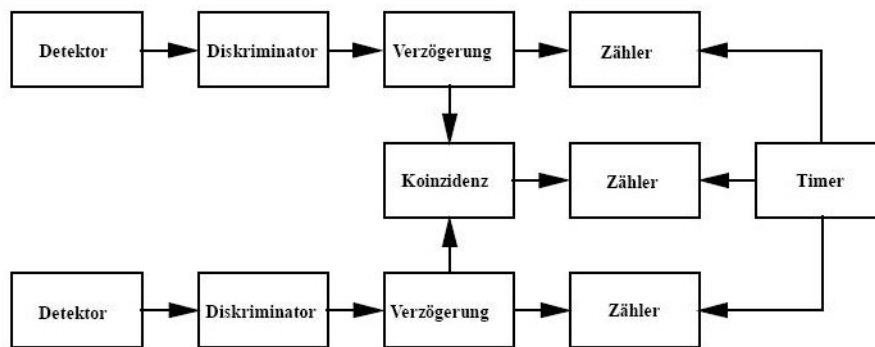 Detektor Diskriminator Verzögerung Zähler
Koinzidenz Zähler Timer
Detektor Diskriminator Verzögerung Zähler